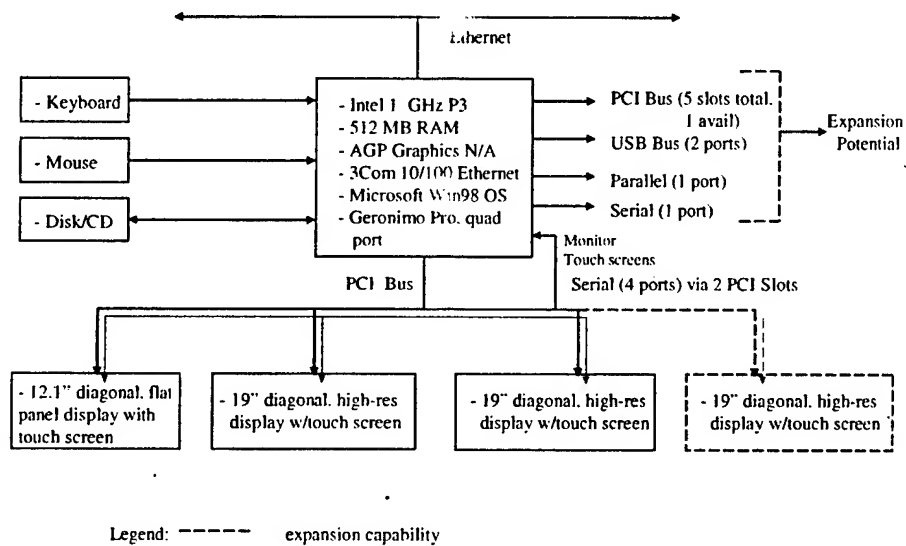 Ethernet
- Keyboard
- Mouse
- Disk/CD
- Intel 1 GHz P3
- 512 MB RAM
- AGP Graphics N/A
- 3Com 10/100 Ethernet
- Microsoft Win98 OS
- Geronimo Pro. quad
port
PCI Bus (5 slots total.
1 avail)
USB Bus (2 ports)
Parallel (1 port)
Serial (1 port)
Expansion
Potential
Monitor
Touch screens
PCI Bus
Serial (4 ports) via 2 PCI Slots
- 12.1" diagonal. flat
panel display with
touch screen
- 19" diagonal. high-res
display w/touch screen
- 19" diagonal. high-res
display w/touch screen
- 19" diagonal. high-res
display w/touch screen
Legend: expansion capability